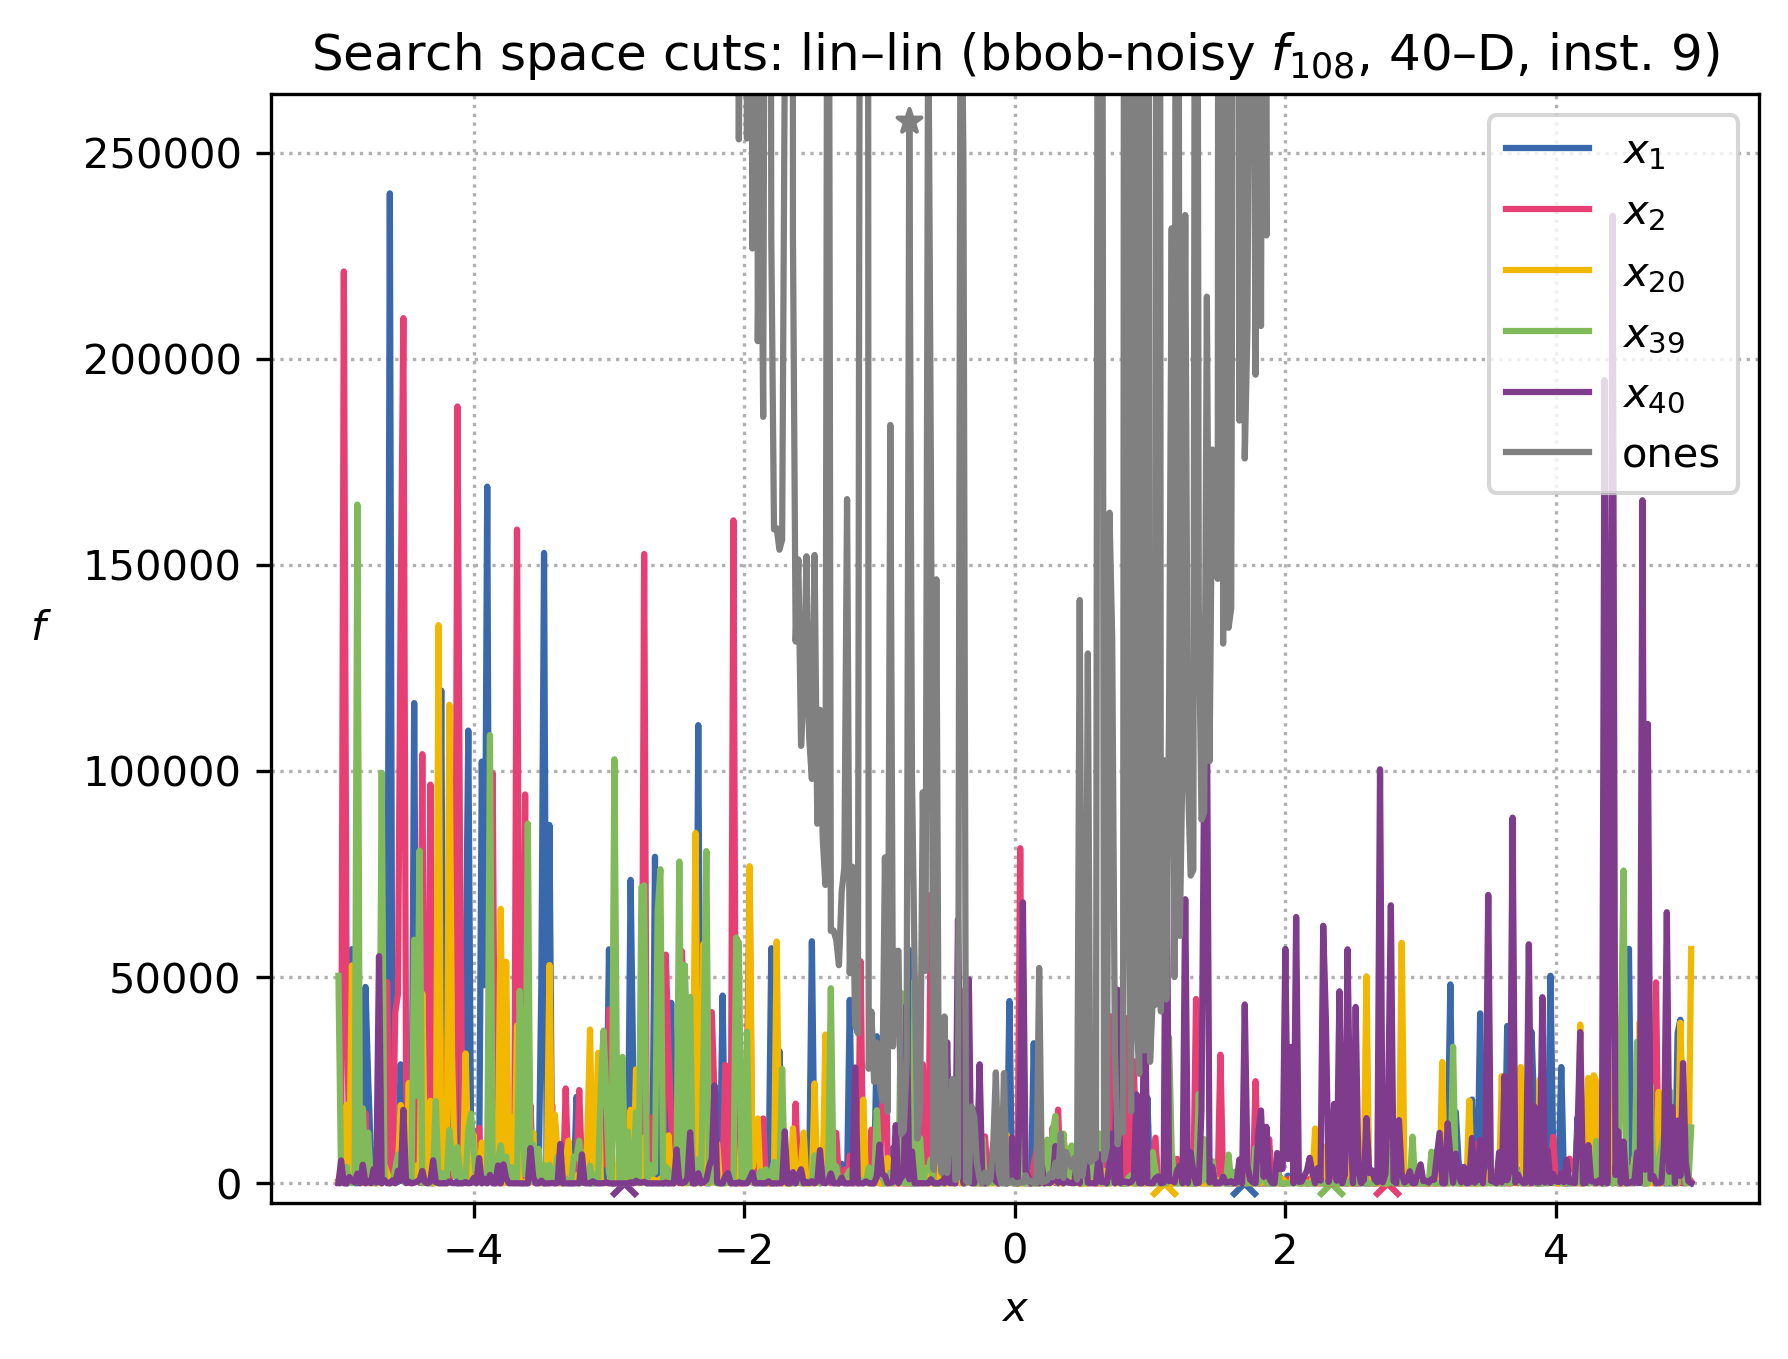 Search space cuts: lin–lin (bbob-noisy f₁₀₈, 40–D, inst. 9)
f
250000
200000
150000
100000
50000
0
−4
−2
0
2
4
x
x₁
x₂
x₂₀
x₃₉
x₄₀
ones